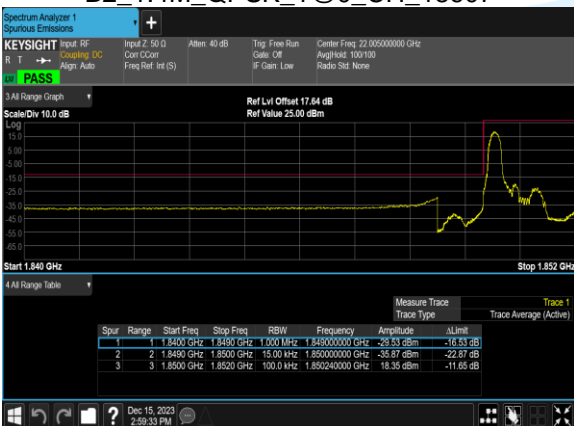 Spectrum Analyzer 1
Spurious Emissions
KEYSIGHT
R T
PASS
Input: RF
Coupling: DC
Align: Auto
Input Z: 50 Ω
Corr CCorr
Freq Ref: Int (S)
Atten: 40 dB
Trig: Free Run
Gate: Off
IF Gain: Low
Center Freq: 22.005000000 GHz
Avg|Hold: 100/100
Radio Std: None
3 All Range Graph
Scale/Div 10.0 dB
Ref Lvl Offset 17.64 dB
Ref Value 25.00 dBm
Log
15.0
5.00
-5.00
-15.0
-25.0
-35.0
-45.0
-55.0
-65.0
Start 1.840 GHz
Stop 1.852 GHz
4 All Range Table
Measure Trace Trace 1
Trace Type Trace Average (Active)
Spur Range Start Freq Stop Freq RBW Frequency Amplitude ΔLimit
1 1 1.8400 GHz 1.8490 GHz 1.000 MHz 1.849000000 GHz -29.53 dBm -16.53 dB
2 2 1.8490 GHz 1.8500 GHz 15.00 kHz 1.850000000 GHz -35.87 dBm -22.87 dB
3 3 1.8500 GHz 1.8520 GHz 100.0 kHz 1.850240000 GHz 18.35 dBm -11.65 dB
Dec 15, 2023
2:59:33 PM